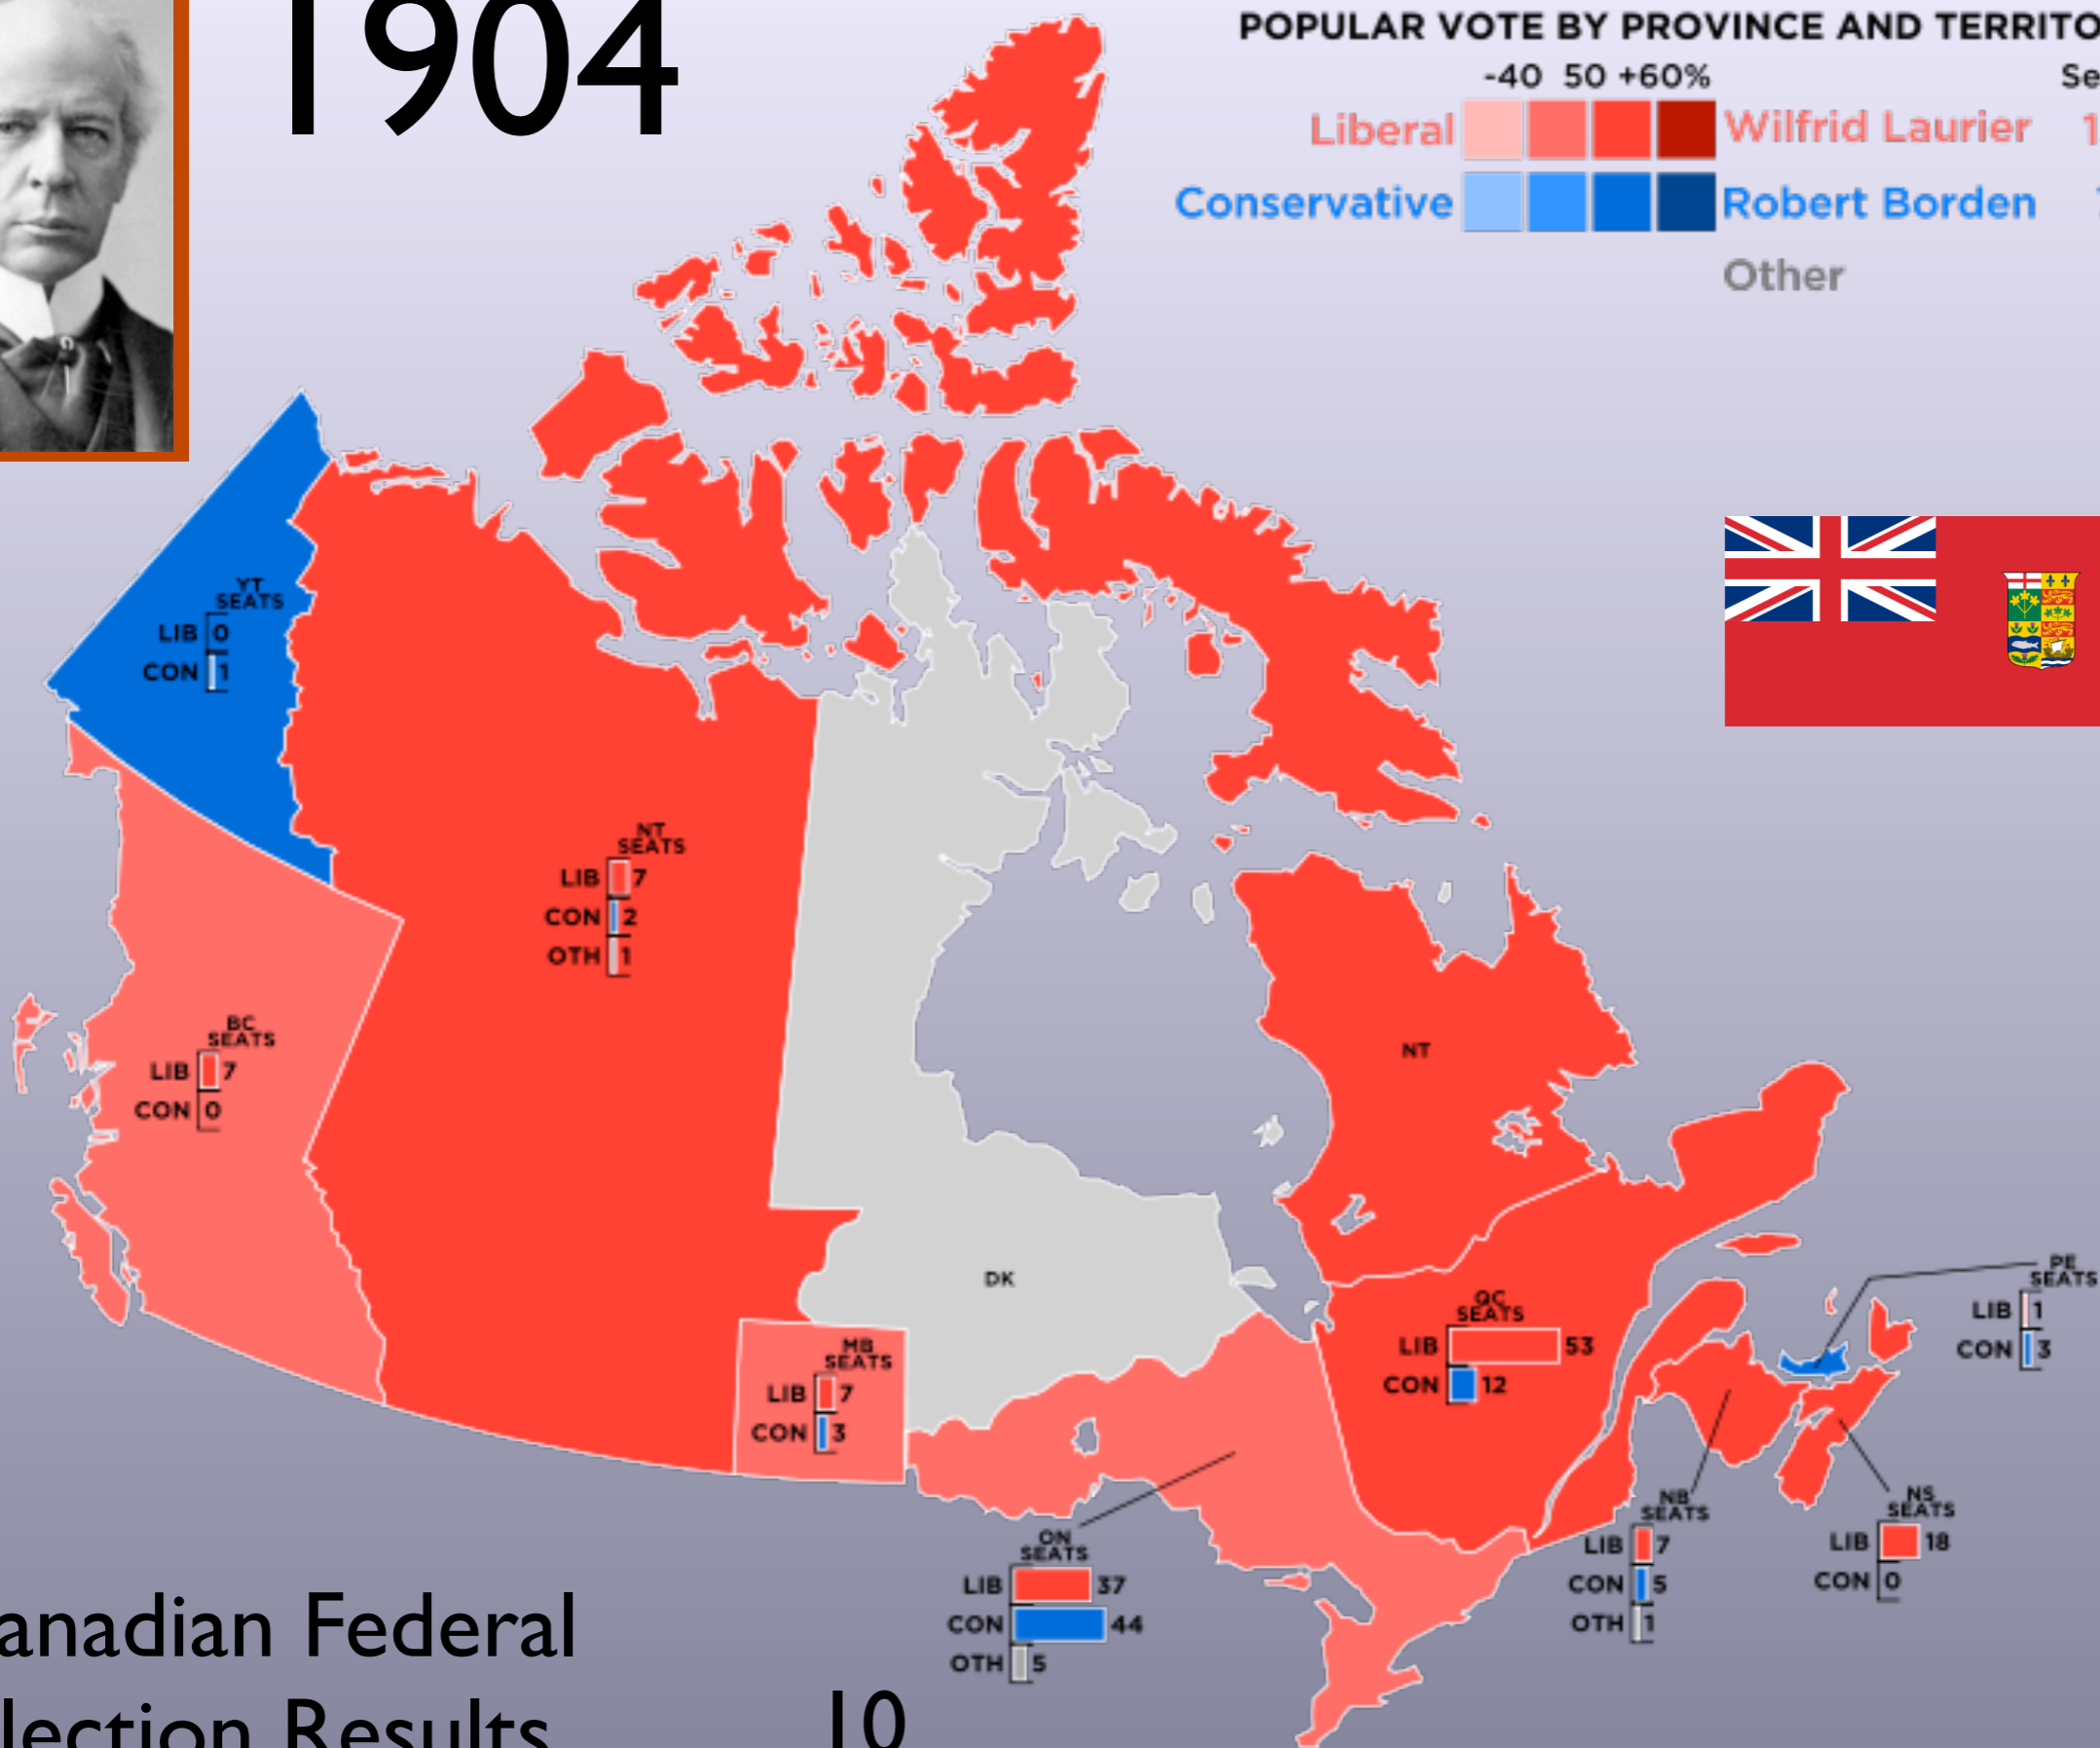 1904
POPULAR VOTE BY PROVINCE AND TERRITO
-40 50 +60%
Se
Liberal
Wilfrid Laurier
1
Conservative
Robert Borden
Other
YT
SEATS
LIB 0
CON 1
NT
SEATS
LIB 7
CON 2
OTH 1
BC
SEATS
LIB 7
CON 0
NT
DK
MB
SEATS
LIB 7
CON 3
QC
SEATS
LIB 53
CON 12
PE
SEATS
LIB 1
CON 3
NB
SEATS
LIB 7
CON 5
OTH 1
NS
SEATS
LIB 18
CON 0
ON
SEATS
LIB 37
CON 44
OTH 5
anadian Federal
lection Results
10